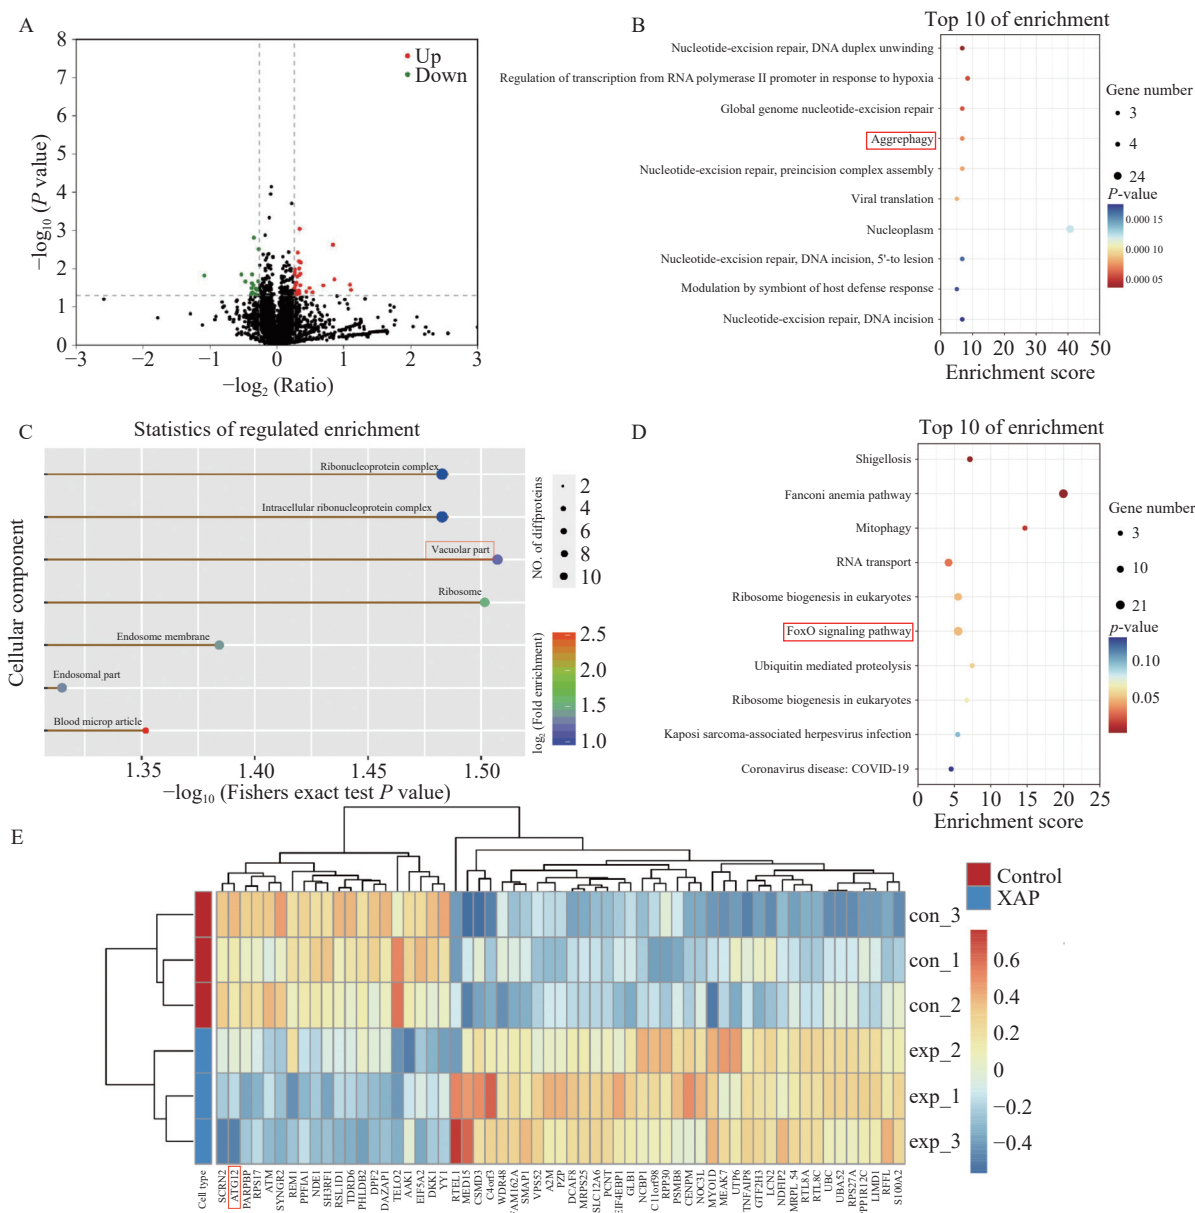 A
8
7
6
5
4
3
2
1
0
−3
−2
−1
0
1
2
3
−log10 (P value)
−log2 (Ratio)
Up
Down
B
Top 10 of enrichment
Nucleotide-excision repair, DNA duplex unwinding
Regulation of transcription from RNA polymerase II promoter in response to hypoxia
Global genome nucleotide-excision repair
Aggrephagy
Nucleotide-excision repair, preincision complex assembly
Viral translation
Nucleoplasm
Nucleotide-excision repair, DNA incision, 5'-to lesion
Modulation by symbiont of host defense response
Nucleotide-excision repair, DNA incision
0 10 20 30 40 50
Enrichment score
Gene number
3
4
24
P-value
0.000 15
0.000 10
0.000 05
C
Statistics of regulated enrichment
Cellular component
Ribonucleoprotein complex
Intracellular ribonucleoprotein complex
Vacuolar part
Ribosome
Endosome membrane
Endosomal part
Blood microp article
1.35 1.40 1.45 1.50
−log10 (Fishers exact test P value)
NO. of diffproteins
2
4
6
8
10
log2 (Fold enrichment)
2.5
2.0
1.5
1.0
D
Top 10 of enrichment
Shigellosis
Fanconi anemia pathway
Mitophagy
RNA transport
Ribosome biogenesis in eukaryotes
FoxO signaling pathway
Ubiquitin mediated proteolysis
Ribosome biogenesis in eukaryotes
Kaposi sarcoma-associated herpesvirus infection
Coronavirus disease: COVID-19
0 5 10 15 20 25
Enrichment score
Gene number
3
10
21
p-value
0.10
0.05
E
Control
XAP
con_3
con_1
con_2
exp_2
exp_1
exp_3
0.6
0.4
0.2
0
−0.2
−0.4
Cell type
SCRN2
ATG12
PARPBP
RPS17
ATM
SYNGR2
REM1
PPFIA1
NDE1
SH3RF1
RSL1D1
TDRD6
PHLDB2
DPF2
DAZAP1
TELO2
AAK1
EIF5A2
DKK1
YY1
RTEL1
MED15
CSMD3
C4orf3
WDR48
FAM162A
SMAP1
VPS52
A2M
PZP
DCAF8
MRPS25
SLC12A6
PCNT
EIF4EBP1
GLB1
NCBP1
C11orf98
RPP30
PSMB8
CENPM
NOC3L
MYO1D
MEAK7
UTP6
TNFAIP8
GTF2H3
LCN2
NDFIP2
MRPL 54
RTL8A
RTL8C
UBC
UBA52
RPS27A
PPP1R12C
LIMD1
RFFL
S100A2